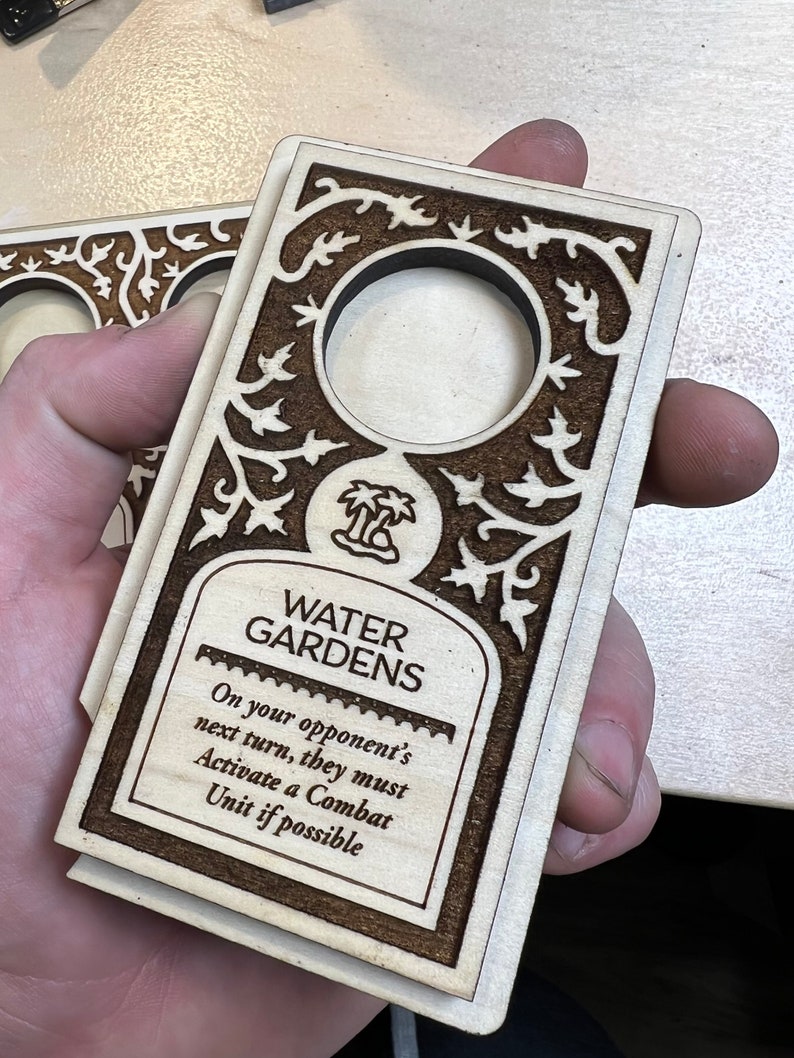 WATER
GARDENS
On your opponent's
next turn, they must
Activate a Combat
Unit if possible